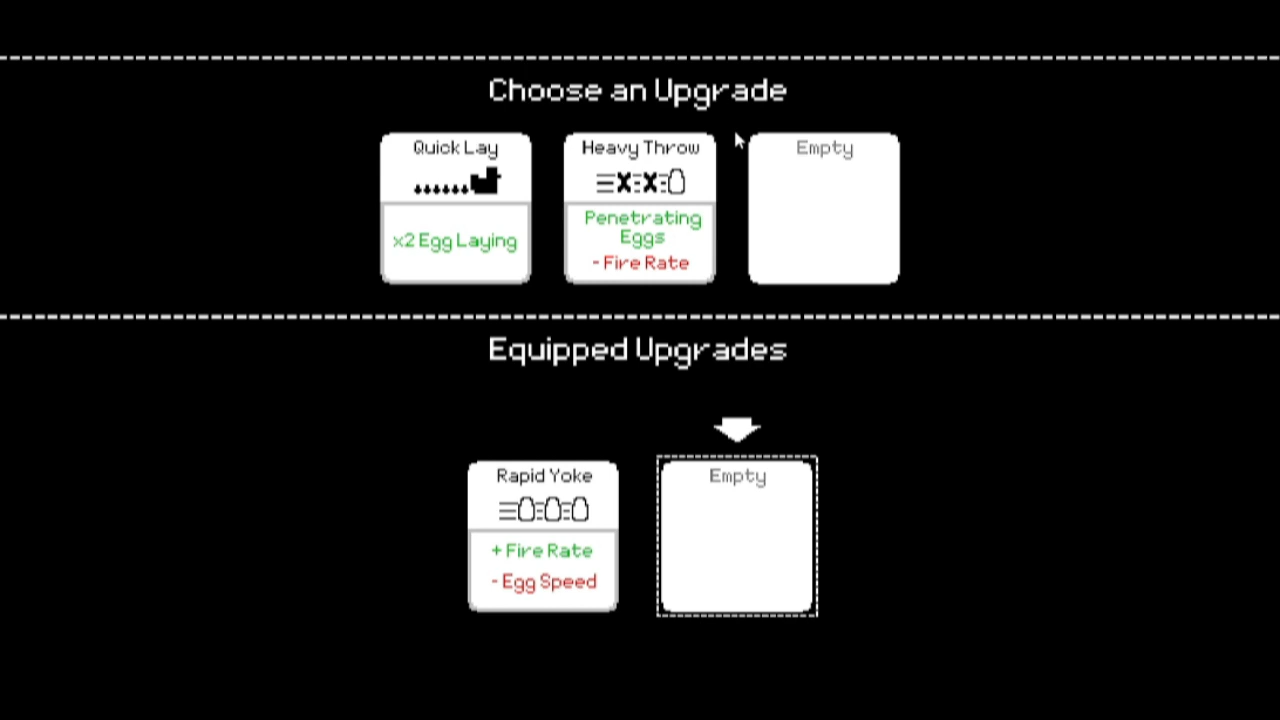 Choose an Upgrade
Quick Lay
x2 Egg Laying
Heavy Throw
Penetrating
Eggs
- Fire Rate
Empty
Equipped Upgrades
Rapid Yoke
+ Fire Rate
- Egg Speed
Empty